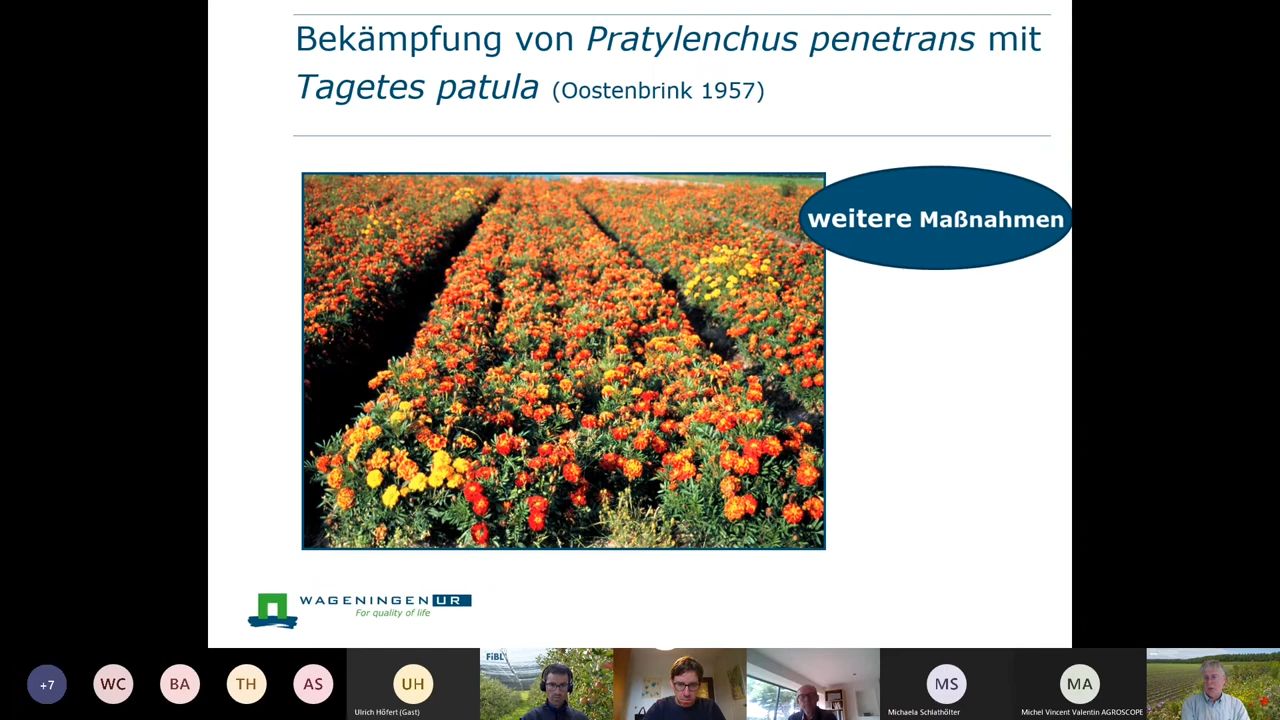 Bekämpfung von Pratylenchus penetrans mit
Tagetes patula (Oostenbrink 1957)
weitere Maßnahmen
WAGENINGEN UR
For quality of life
+7
WC
BA
TH
AS
UH
Ulrich Höfert (Gast)
FiBL
MS
Michaela Schlathölter
MA
Michel Vincent Valentin AGROSCOPE